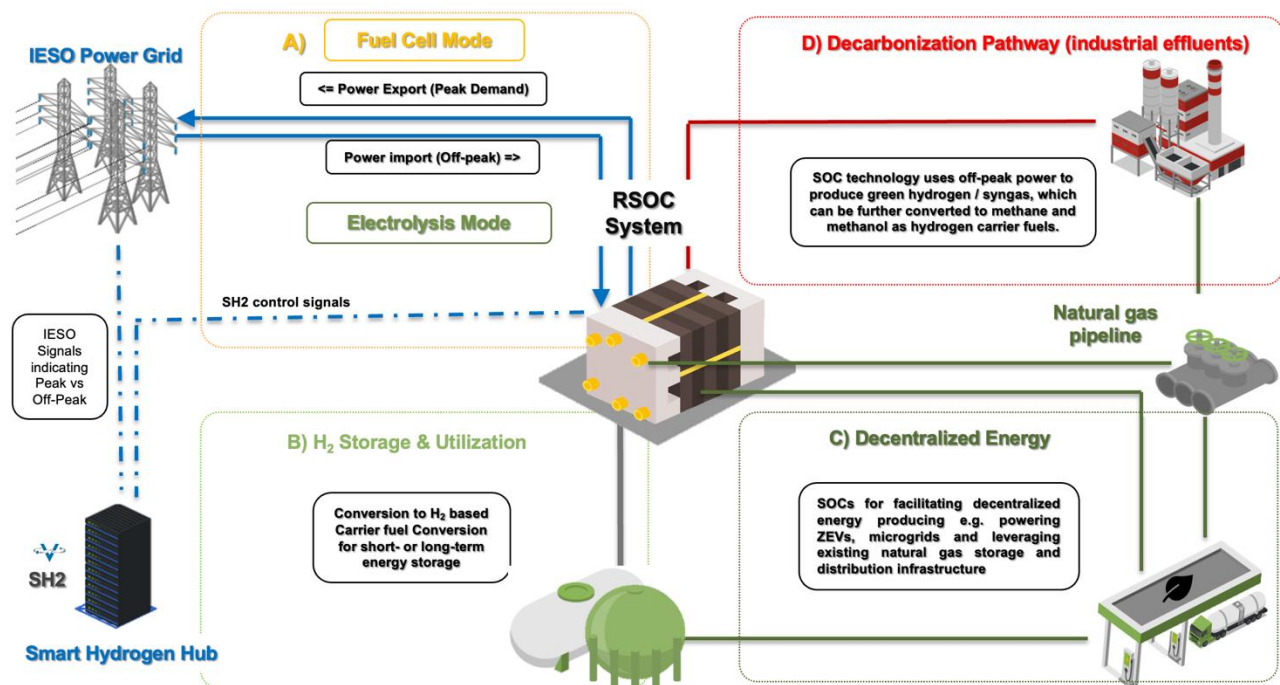 IESO Power Grid
A)
Fuel Cell Mode
<= Power Export (Peak Demand)
Power import (Off-peak) =>
Electrolysis Mode
RSOC
System
SH2 control signals
IESO
Signals
indicating
Peak vs
Off-Peak
SH2
Smart Hydrogen Hub
D) Decarbonization Pathway (industrial effluents)
SOC technology uses off-peak power to
produce green hydrogen / syngas, which
can be further converted to methane and
methanol as hydrogen carrier fuels.
Natural gas
pipeline
B) H₂ Storage & Utilization
Conversion to H₂ based
Carrier fuel Conversion
for short- or long-term
energy storage
C) Decentralized Energy
SOCs for facilitating decentralized
energy producing e.g. powering
ZEVs, microgrids and leveraging
existing natural gas storage and
distribution infrastructure